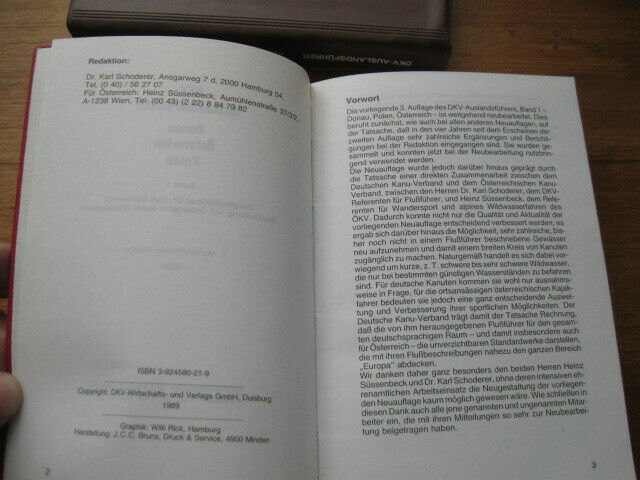 DKV-AUSLANDSFÜHRER
Redaktion:
Dr. Karl Schoderer, Ansgarweg 7 d, 2000 Hamburg 54,
Tel. (0 40) / 56 27 07
Für Österreich: Heinz Süssenbeck, Aumühlenstraße 37/3/2,
A-1238 Wien, Tel. (00 43) (2 22) 8 84 79 82
ISBN 3-924580-21-9
Copyright: DKV-Wirtschafts- und Verlags GmbH, Duisburg
1989
Graphik: Willi Rick, Hamburg
Herstellung: J. C. C. Bruns, Druck & Service, 4950 Minden
2
Vorwort
Die vorliegende 3. Auflage des DKV-Auslandsführers, Band 1 –
Donau, Polen, Österreich – ist weitgehend neubearbeitet. Dies
beruht zunächst, wie auch bei allen anderen Neuauflagen, auf
der Tatsache, daß in den vier Jahren seit dem Erscheinen der
zweiten Auflage sehr zahlreiche Ergänzungen und Berichtigun-
gen bei der Redaktion eingegangen sind. Sie wurden ge-
sammelt und konnten jetzt bei der Neubearbeitung nutzbrin-
gend verwendet werden.
Die Neuauflage wurde jedoch darüber hinaus geprägt durch
die Tatsache einer direkten Zusammenarbeit zwischen dem
Deutschen Kanu-Verband und dem Österreichischen Kanu-
Verband, zwischen den Herren Dr. Karl Schoderer, dem DKV-
Referenten für Flußführer, und Heinz Süssenbeck, dem Refe-
renten für Wandersport und alpines Wildwasserfahren des
ÖKV. Dadurch konnte nicht nur die Qualität und Aktualität der
vorliegenden Neuauflage entscheidend verbessert werden; es
ergab sich darüber hinaus die Möglichkeit, sehr zahlreiche, bis-
her noch nicht in einem Flußführer beschriebene Gewässer
neu aufzunehmen und damit einem breiten Kreis von Kanuten
zugänglich zu machen. Naturgemäß handelt es sich dabei vor-
wiegend um kurze, z. T. schwere bis sehr schwere Wildwasser,
die nur bei bestimmten günstigen Wasserständen zu befahren
sind. Für deutsche Kanuten kommen sie wohl nur ausnahms-
weise in Frage, für die ortsansässigen österreichischen Kajak-
fahrer bedeuten sie jedoch eine ganz entscheidende Auswei-
tung und Verbesserung ihrer sportlichen Zielsetzung. Der
Deutsche Kanu-Verband trägt damit der Tatsache Rechnung,
daß die von ihm herausgegebenen Flußführer für den gesam-
ten deutschsprachigen Raum – und damit auch insbesondere
für Österreich – die unverzichtbaren Standardwerke darstellen,
die mit ihren Flußbeschreibungen nahezu den ganzen Bereich
„Europa" abdecken.
Wir danken daher ganz besonders den beiden Herren Heinz
Süssenbeck und Dr. Karl Schoderer, ohne deren intensiven eh-
renamtlichen Arbeitseinsatz die Neugestaltung der vorliegen-
den Neuauflage kaum möglich gewesen wäre. Wir schließen in
diesen Dank auch alle jene genannten und ungenannten Mitar-
beiter ein, die mit ihren Mitteilungen so sehr zur Neubearbei-
tung beigetragen haben.
3